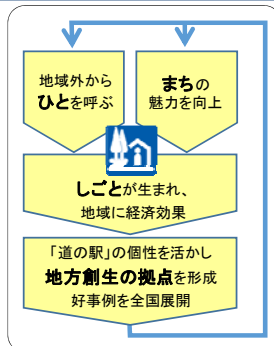 地域外から
ひとを呼ぶ
まちの
魅力を向上
しごとが生まれ、
地域に経済効果
「道の駅」の個性を活かし
地方創生の拠点を形成
好事例を全国展開